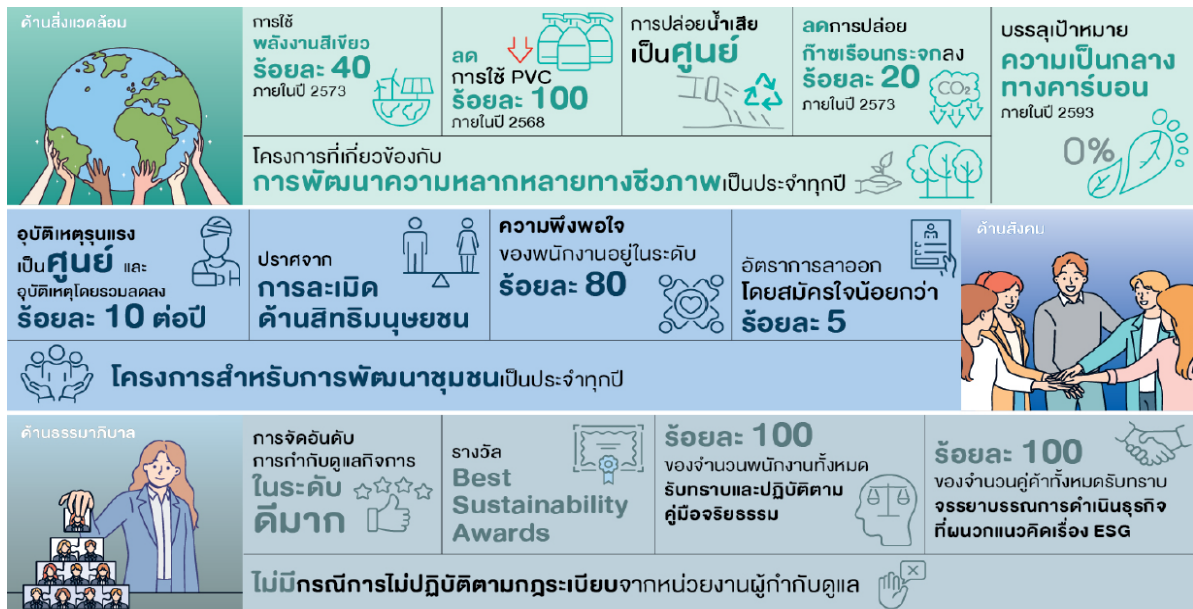 ด้านสิ่งแวดล้อม
การใช้
พลังงานสีเขียว
ร้อยละ 40
ภายในปี 2573
ลด
การใช้ PVC
ร้อยละ 100
ภายในปี 2568
การปล่อยน้ำเสีย
เป็นศูนย์
ลดการปล่อย
ก๊าซเรือนกระจกลง
ร้อยละ 20
ภายในปี 2573
CO2
บรรลุเป้าหมาย
ความเป็นกลาง
ทางคาร์บอน
ภายในปี 2593
0%
โครงการที่เกี่ยวข้องกับ
การพัฒนาความหลากหลายทางชีวภาพเป็นประจำทุกปี
อุบัติเหตุรุนแรง
เป็นศูนย์ และ
อุบัติเหตุโดยรวมลดลง
ร้อยละ 10 ต่อปี
ปราศจาก
การละเมิด
ด้านสิทธิมนุษยชน
ความพึงพอใจ
ของพนักงานอยู่ในระดับ
ร้อยละ 80
อัตราการลาออก
โดยสมัครใจน้อยกว่า
ร้อยละ 5
ด้านสังคม
โครงการสำหรับการพัฒนาชุมชนเป็นประจำทุกปี
ด้านธรรมาภิบาล
การจัดอันดับ
การกำกับดูแลกิจการ
ในระดับ
ดีมาก
รางวัล
Best
Sustainability
Awards
ร้อยละ 100
ของจำนวนพนักงานทั้งหมด
รับทราบและปฏิบัติตาม
คู่มือจริยธรรม
ร้อยละ 100
ของจำนวนคู่ค้าทั้งหมดรับทราบ
จรรยาบรรณการดำเนินธุรกิจ
ที่ผนวกแนวคิดเรื่อง ESG
ไม่มีกรณีการไม่ปฏิบัติตามกฎระเบียบจากหน่วยงานผู้กำกับดูแล